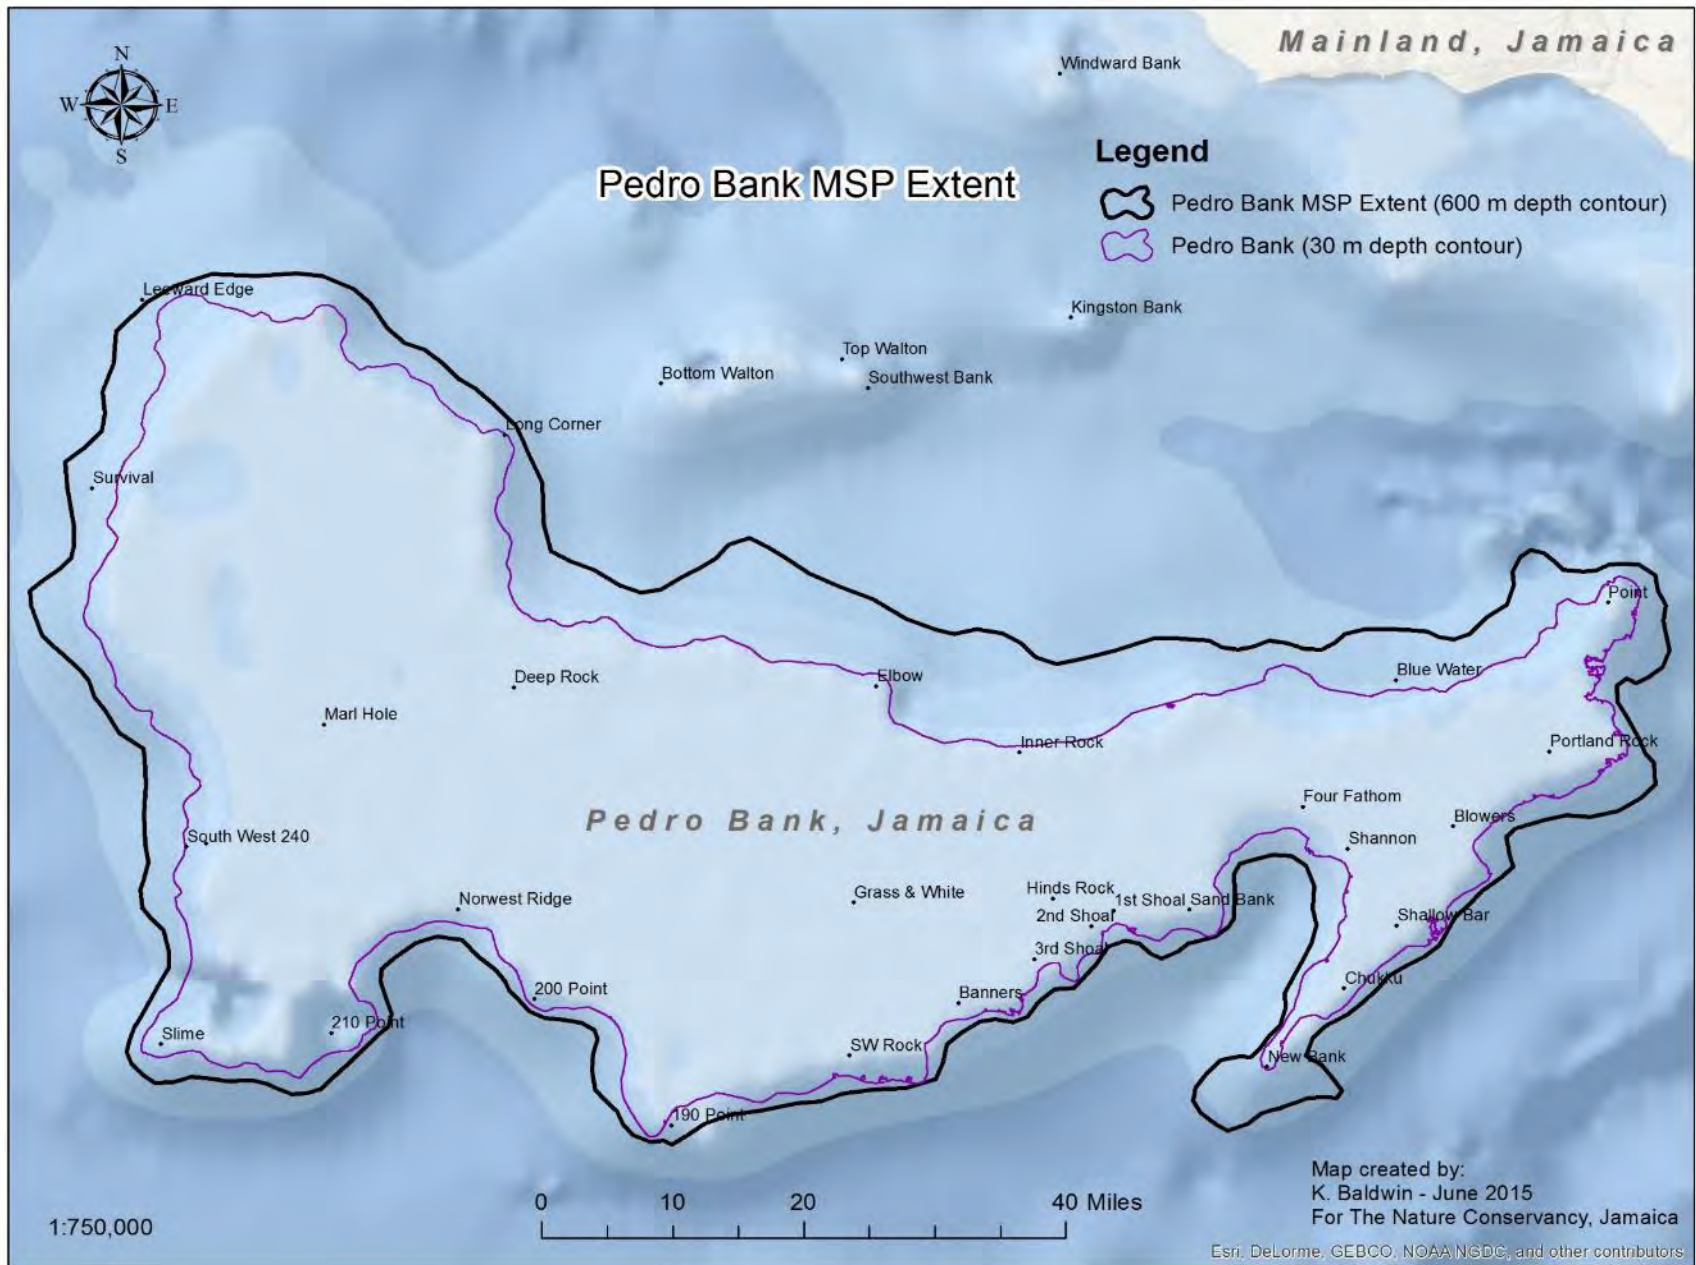 Mainland, Jamaica
N
W E
S
Windward Bank
Legend
Pedro Bank MSP Extent
Pedro Bank MSP Extent (600 m depth contour)
Pedro Bank (30 m depth contour)
Leeward Edge
Kingston Bank
Top Walton
Bottom Walton
Southwest Bank
Long Corner
Survival
Point
Deep Rock
Elbow
Blue Water
Marl Hole
Inner Rock
Portland Rock
Four Fathom
Pedro Bank, Jamaica
Blowers
South West 240
Shannon
Norwest Ridge
Grass & White
Hinds Rock
1st Shoal
Sand Bank
2nd Shoal
Shallow Bar
3rd Shoal
Chukku
200 Point
Banners
210 Point
Slime
SW Rock
New Bank
190 Point
0 10 20 40 Miles
1:750,000
Map created by:
K. Baldwin - June 2015
For The Nature Conservancy, Jamaica
Esri, DeLorme, GEBCO, NOAA NGDC, and other contributors